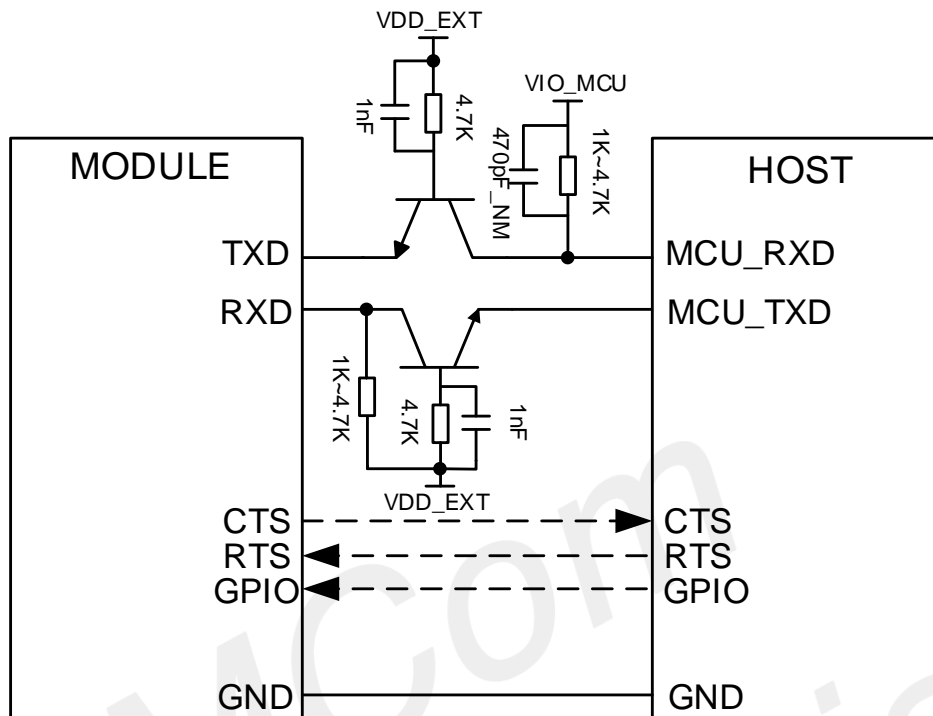 VDD_EXT
1nF
4.7K
VIO_MCU
470pF_NM
1K~4.7K
MODULE
HOST
TXD
MCU_RXD
RXD
MCU_TXD
1K~4.7K
4.7K
1nF
VDD_EXT
CTS
CTS
RTS
RTS
GPIO
GPIO
GND
GND